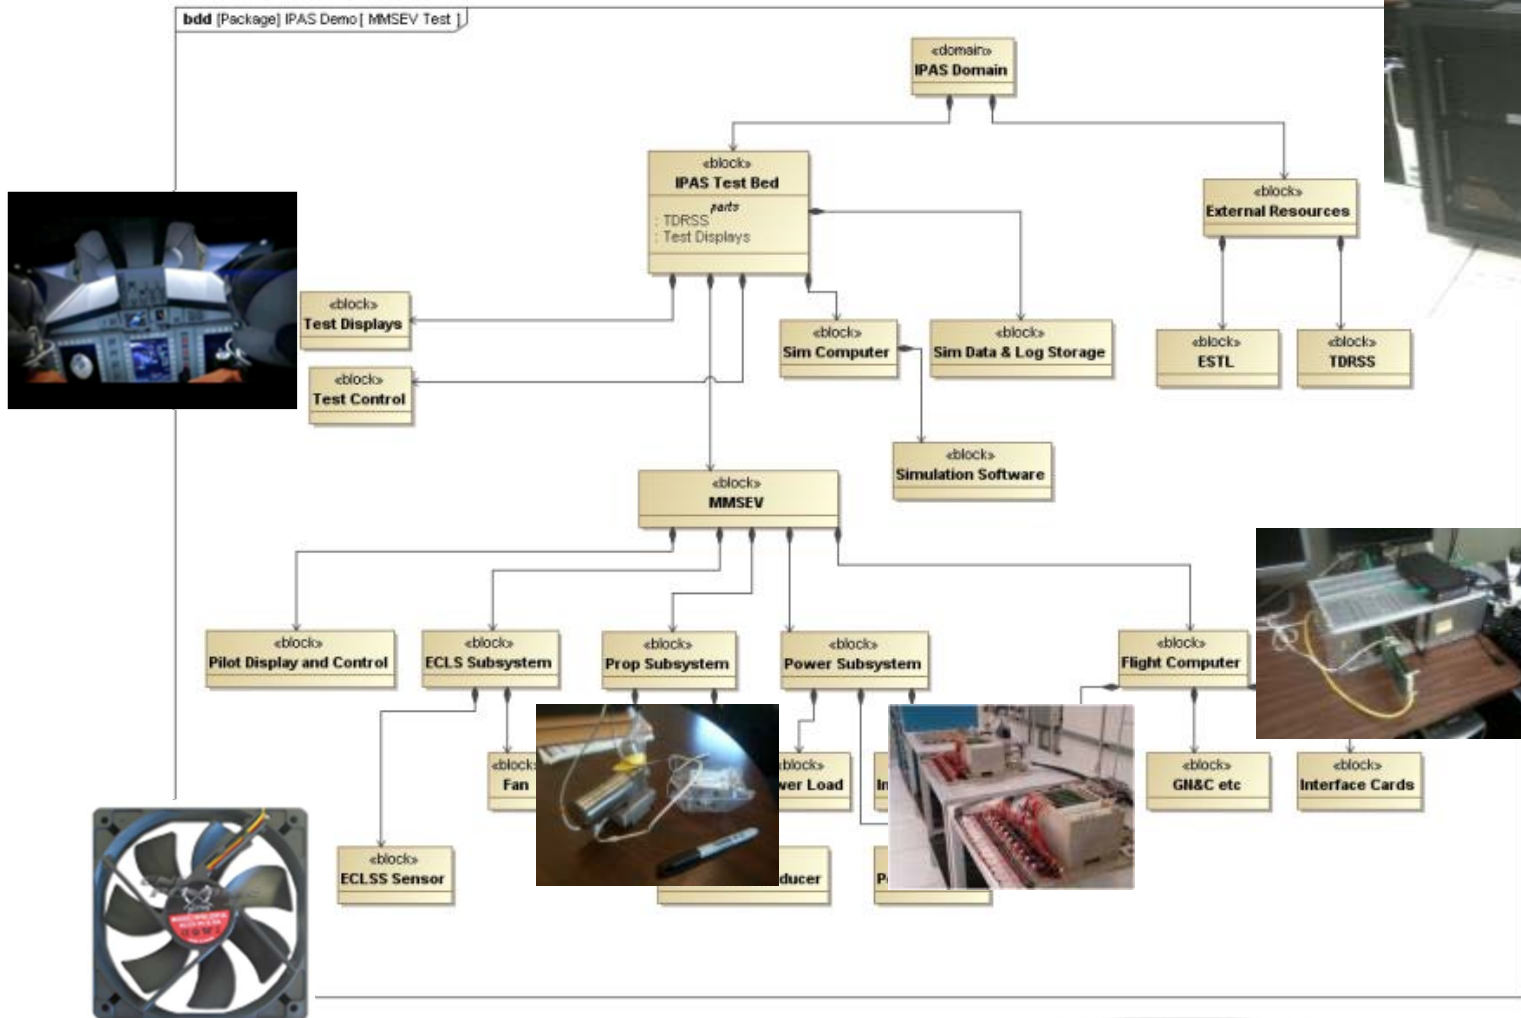 bdd [Package] IPAS Demo [ MMSEV Test ]
«domain»
IPAS Domain
«block»
IPAS Test Bed
parts
: TDRSS
: Test Displays
«block»
External Resources
«block»
Test Displays
«block»
Test Control
«block»
Sim Computer
«block»
Sim Data & Log Storage
«block»
ESTL
«block»
TDRSS
«block»
Simulation Software
«block»
MMSEV
«block»
Pilot Display and Control
«block»
ECLS Subsystem
«block»
Prop Subsystem
«block»
Power Subsystem
«block»
Flight Computer
«block
Fan
«block»
Load
«block»
GN&C etc
«block»
Interface Cards
«block»
ECLSS Sensor